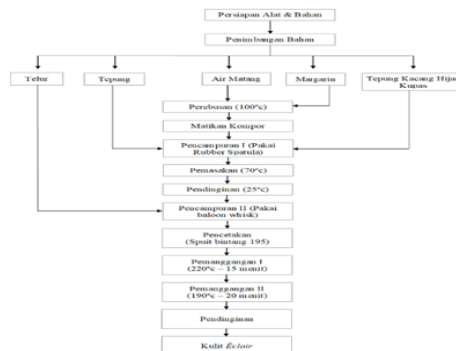 Persiapan Alat & Bahan
Penimbangan Bahan
Telur
Tepung
Air Matang
Margarin
Tepung Kacang Hijau
Kupas
Perebusan (100°c)
Matikan Kompor
Pencampuran I (Pakai
Rubber Spatula)
Pemasakan (70°c)
Pendinginan (25°c)
Pencampuran II (Pakai
baloon whisk)
Pencetakan
(Spuit bintang 195)
Pemanggangan I
(220°c – 15 menit)
Pemanggangan II
(190°c – 20 menit)
Pendinginan
Kulit Éclair